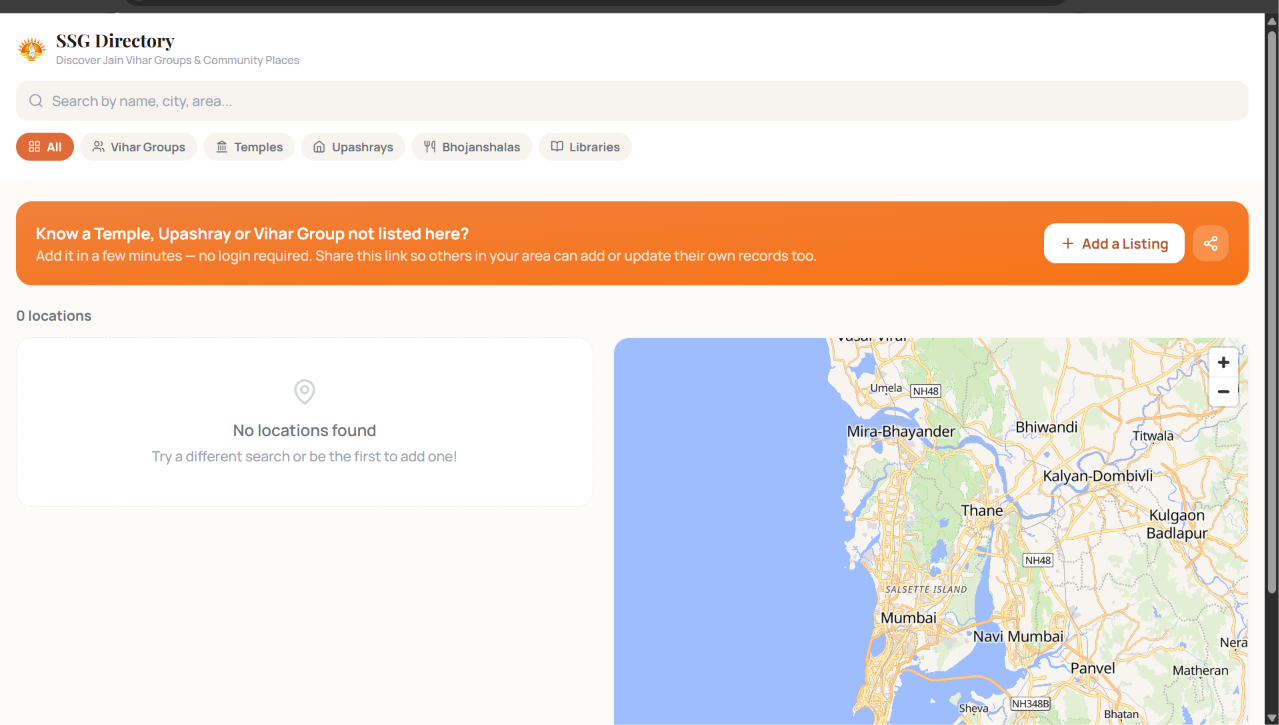 SSG Directory
Discover Jain Vihar Groups & Community Places
Search by name, city, area...
All
Vihar Groups
Temples
Upashrays
Bhojanshalas
Libraries
Know a Temple, Upashray or Vihar Group not listed here?
Add it in a few minutes — no login required. Share this link so others in your area can add or update their own records too.
+ Add a Listing
0 locations
No locations found
Try a different search or be the first to add one!
Umela
NH48
Mira-Bhayander
Bhiwandi
Titwala
Kalyan-Dombivli
Thane
Kulgaon
Badlapur
NH48
SALSETTE ISLAND
Mumbai
Navi Mumbai
Nera
Panvel
Matheran
Sheva
NH348B
Bhatan
+
−